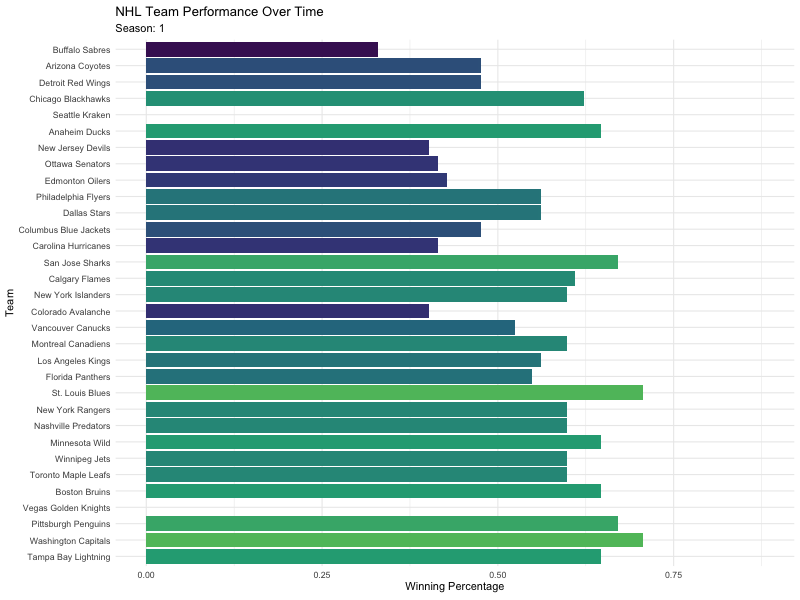 NHL Team Performance Over Time
Season: 1
Buffalo Sabres
Arizona Coyotes
Detroit Red Wings
Chicago Blackhawks
Seattle Kraken
Anaheim Ducks
New Jersey Devils
Ottawa Senators
Edmonton Oilers
Philadelphia Flyers
Dallas Stars
Columbus Blue Jackets
Carolina Hurricanes
San Jose Sharks
Calgary Flames
New York Islanders
Colorado Avalanche
Vancouver Canucks
Montreal Canadiens
Los Angeles Kings
Florida Panthers
St. Louis Blues
New York Rangers
Nashville Predators
Minnesota Wild
Winnipeg Jets
Toronto Maple Leafs
Boston Bruins
Vegas Golden Knights
Pittsburgh Penguins
Washington Capitals
Tampa Bay Lightning
Team
0.00 0.25 0.50 0.75
Winning Percentage